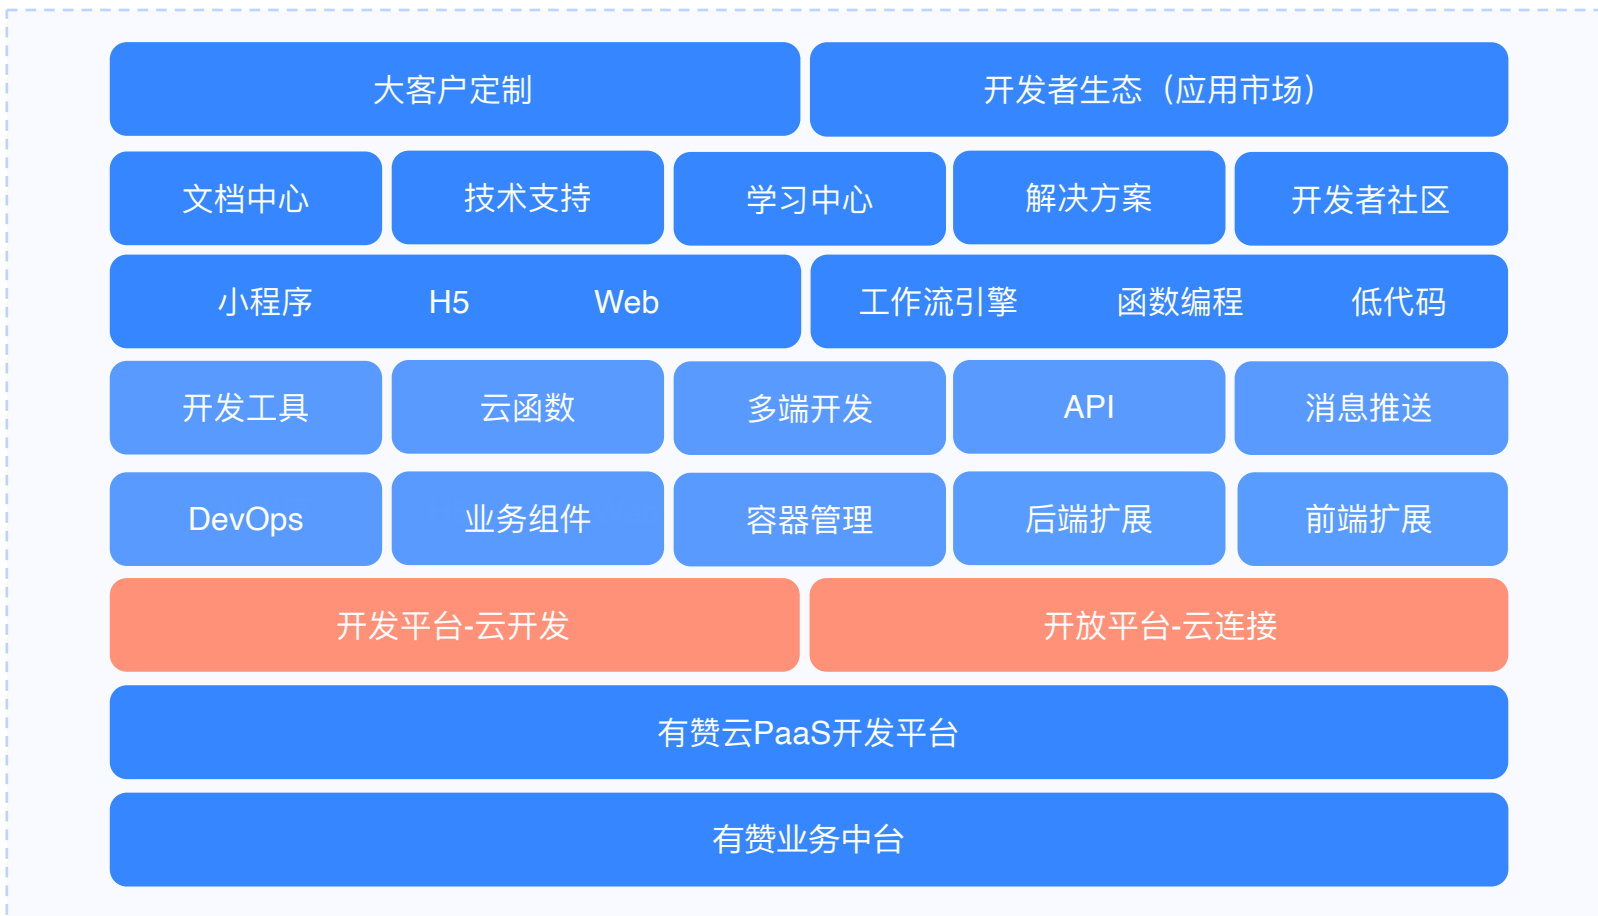 大客户定制
开发者生态（应用市场）
文档中心
技术支持
学习中心
解决方案
开发者社区
小程序 H5 Web
工作流引擎 函数编程 低代码
开发工具
云函数
多端开发
API
消息推送
DevOps
业务组件
容器管理
后端扩展
前端扩展
开发平台-云开发
开放平台-云连接
有赞云PaaS开发平台
有赞业务中台